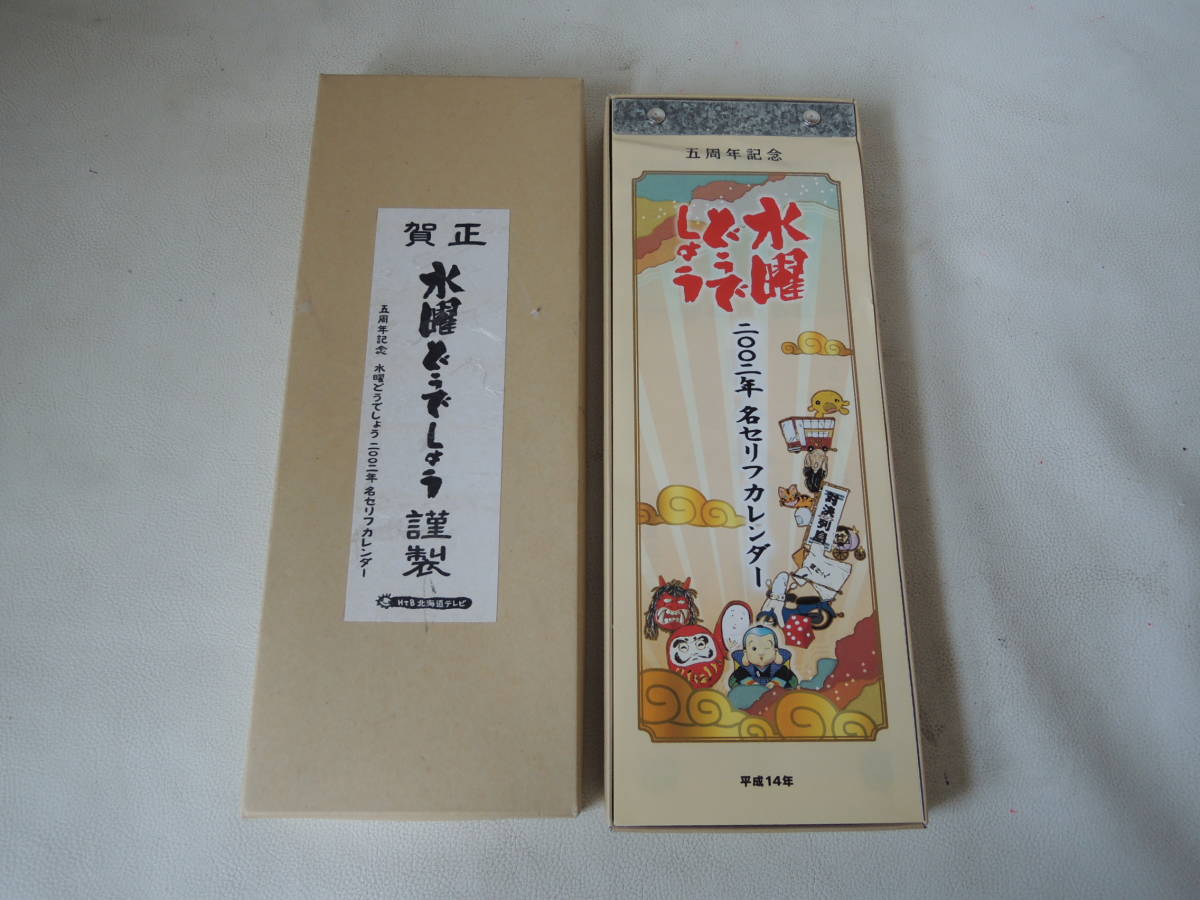 賀正
水曜どうでしょう 謹製
五周年記念 水曜どうでしょう 二〇〇二年 名セリフカレンダー
HTB 北海道テレビ
五周年記念
水曜
どうで
しょう
二〇〇二年 名セリフカレンダー
対決列島
平成14年